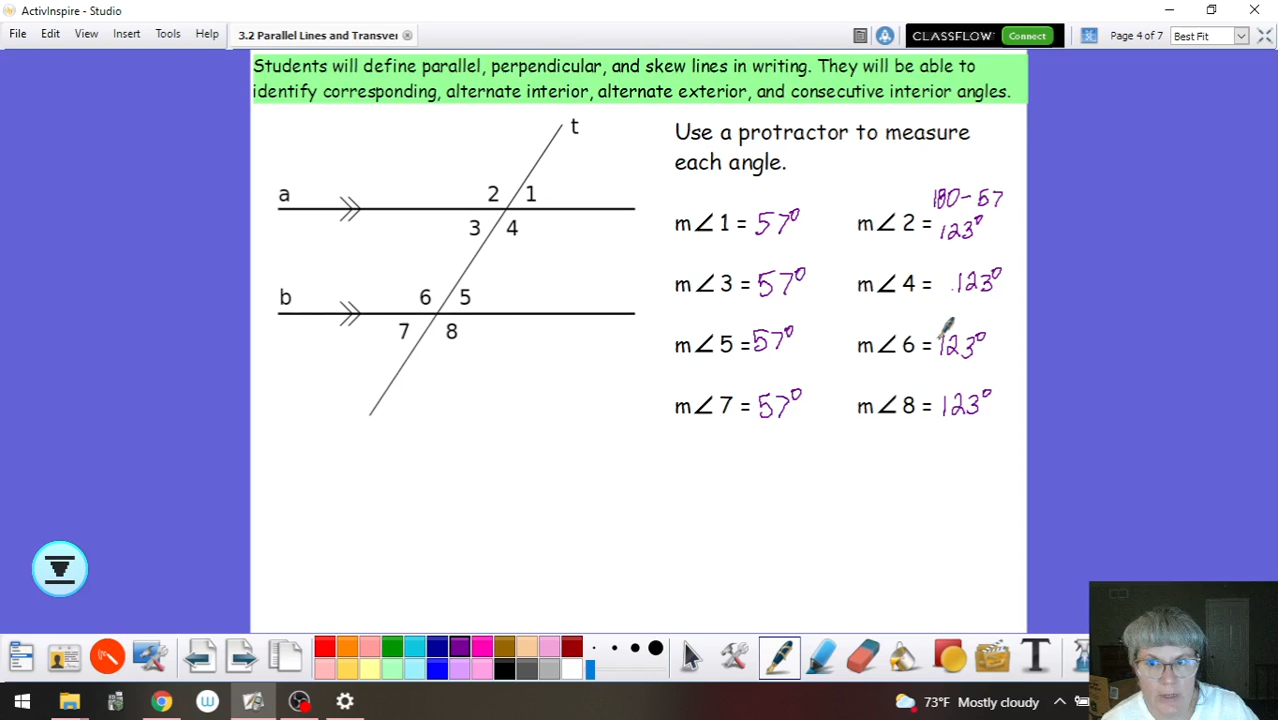 ActivInspire - Studio
File Edit View Insert Tools Help
3.2 Parallel Lines and Transver
CLASSFLOW Connect
Page 4 of 7
Best Fit
Students will define parallel, perpendicular, and skew lines in writing. They will be able to
identify corresponding, alternate interior, alternate exterior, and consecutive interior angles.
t
a
2 1
3 4
b
6 5
7 8
Use a protractor to measure
each angle.
180-57
m∠1 = 57° m∠2 = 123°
m∠3 = 57° m∠4 = 123°
m∠5 = 57° m∠6 = 123°
m∠7 = 57° m∠8 = 123°
T
W
73°F Mostly cloudy